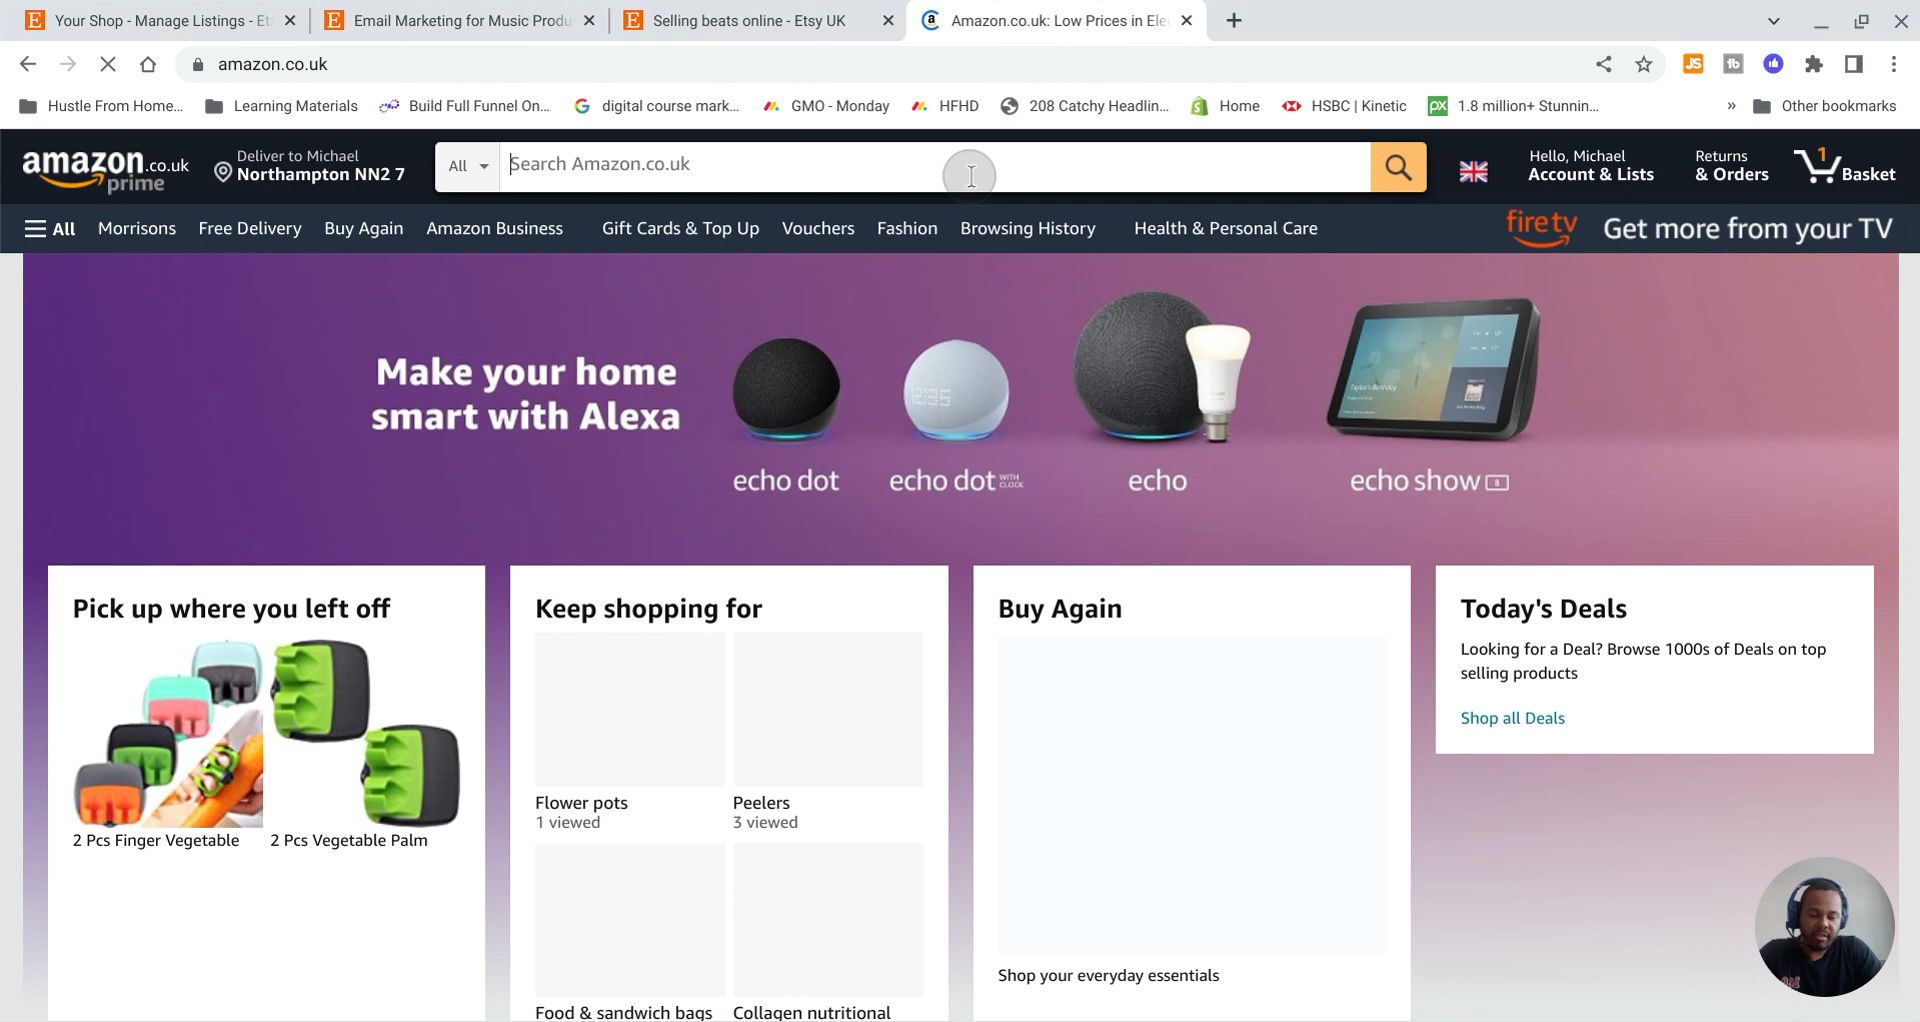 Your Shop - Manage Listings - Et
Email Marketing for Music Produ
Selling beats online - Etsy UK
Amazon.co.uk: Low Prices in Ele
amazon.co.uk
Hustle From Home...
Learning Materials
Build Full Funnel On...
digital course mark...
GMO - Monday
HFHD
208 Catchy Headlin...
Home
HSBC | Kinetic
1.8 million+ Stunnin...
» Other bookmarks
amazon.co.uk
prime
Deliver to Michael
Northampton NN2 7
All
Search Amazon.co.uk
Hello, Michael
Account & Lists
Returns
& Orders
1
Basket
All
Morrisons
Free Delivery
Buy Again
Amazon Business
Gift Cards & Top Up
Vouchers
Fashion
Browsing History
Health & Personal Care
fire tv
Get more from your TV
Make your home
smart with Alexa
echo dot
echo dot WITH CLOCK
echo
echo show 8
Pick up where you left off
2 Pcs Finger Vegetable
2 Pcs Vegetable Palm
Keep shopping for
Flower pots
1 viewed
Peelers
3 viewed
Food & sandwich bags
Collagen nutritional
Buy Again
Shop your everyday essentials
Today's Deals
Looking for a Deal? Browse 1000s of Deals on top
selling products
Shop all Deals